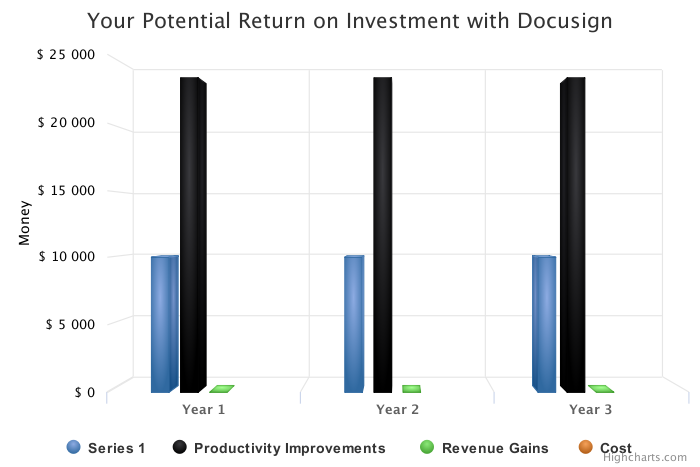 Your Potential Return on Investment with Docusign
$ 25 000
$ 20 000
$ 15 000
$ 10 000
$ 5 000
$ 0
Money
Year 1
Year 2
Year 3
Series 1
Productivity Improvements
Revenue Gains
Cost
Highcharts.com